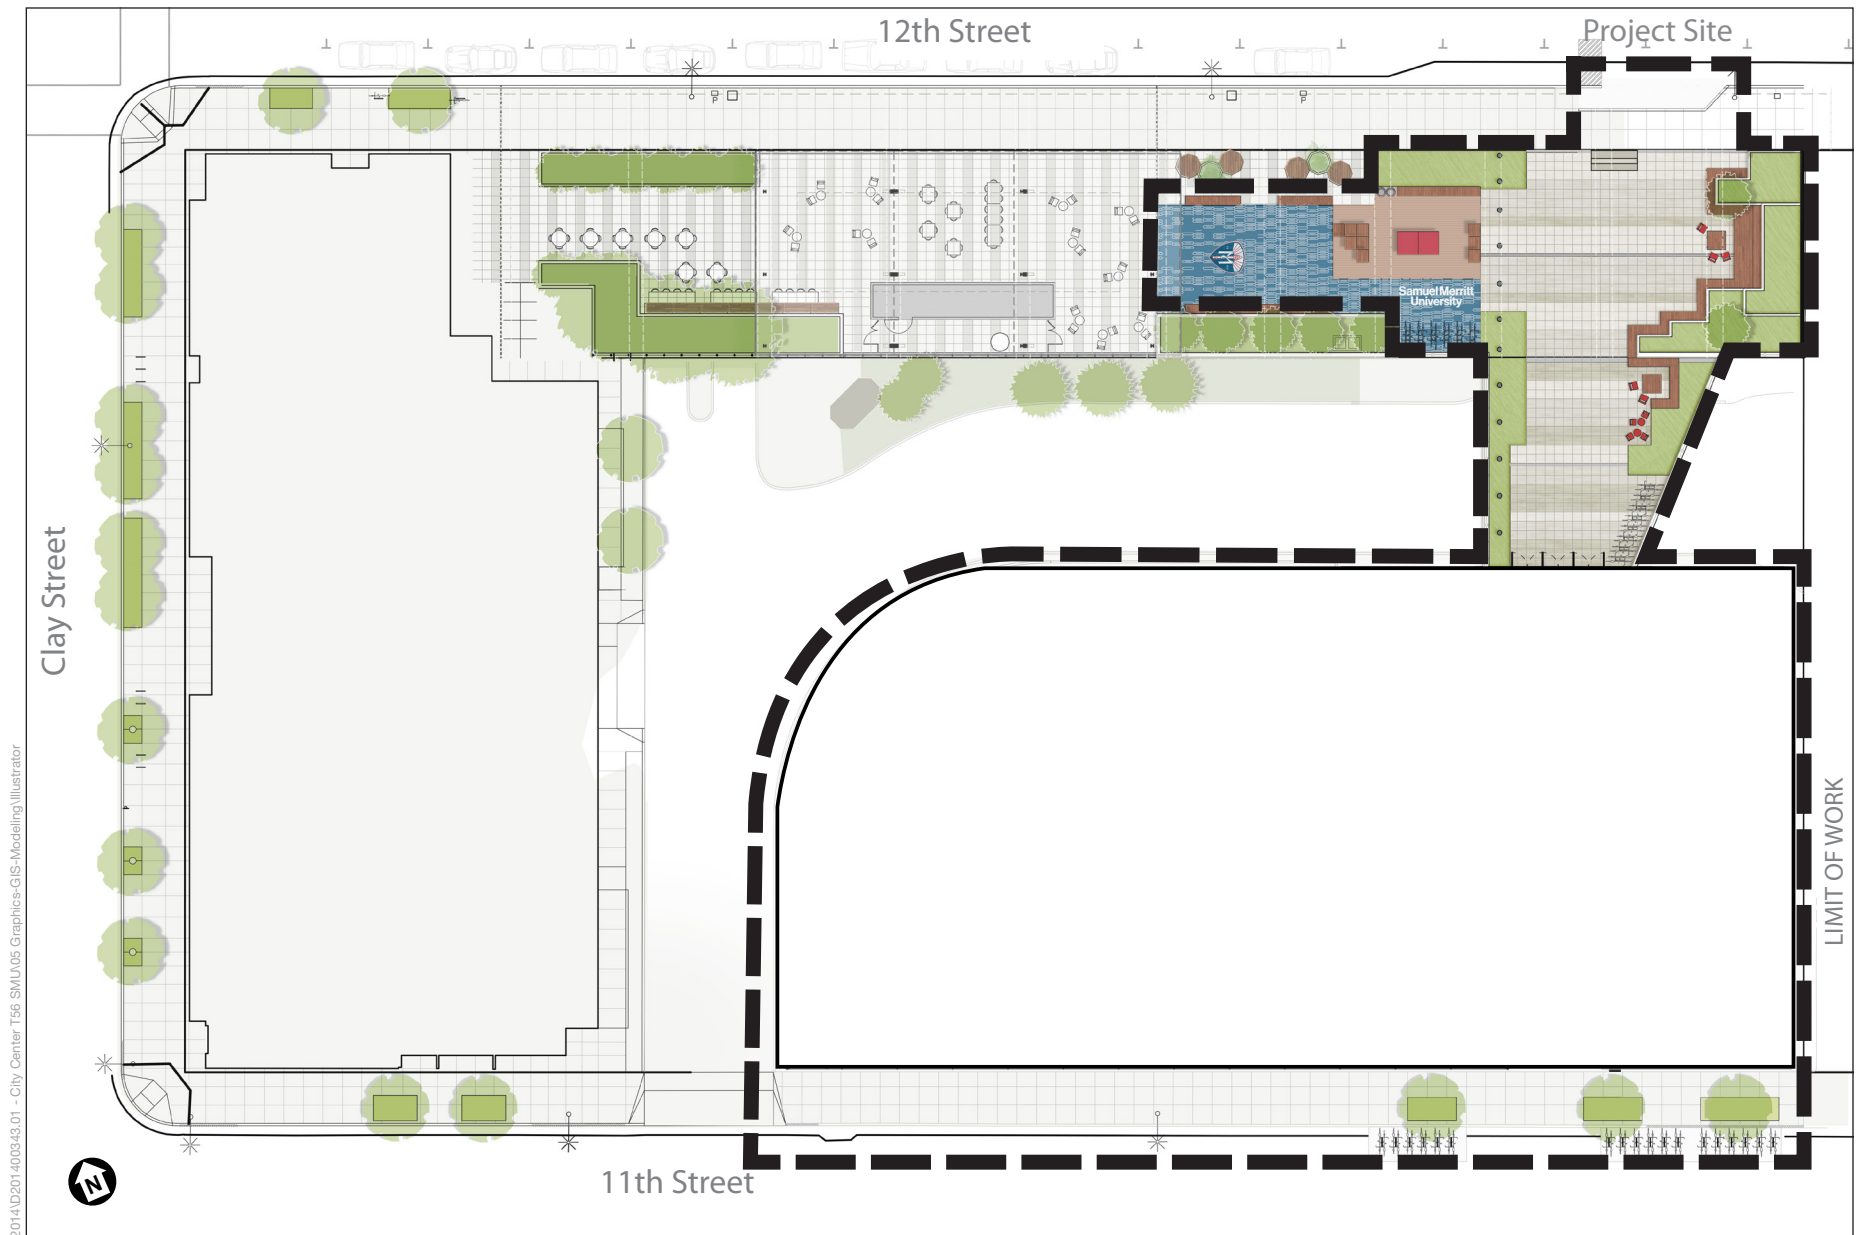 12th Street
Project Site
P
P
Samuel Merritt
University
Clay Street
LIMIT OF WORK
11th Street
N
2014\D201400343.01 - City Center T56 SMU\05 Graphics-GIS-Modeling\Illustrator